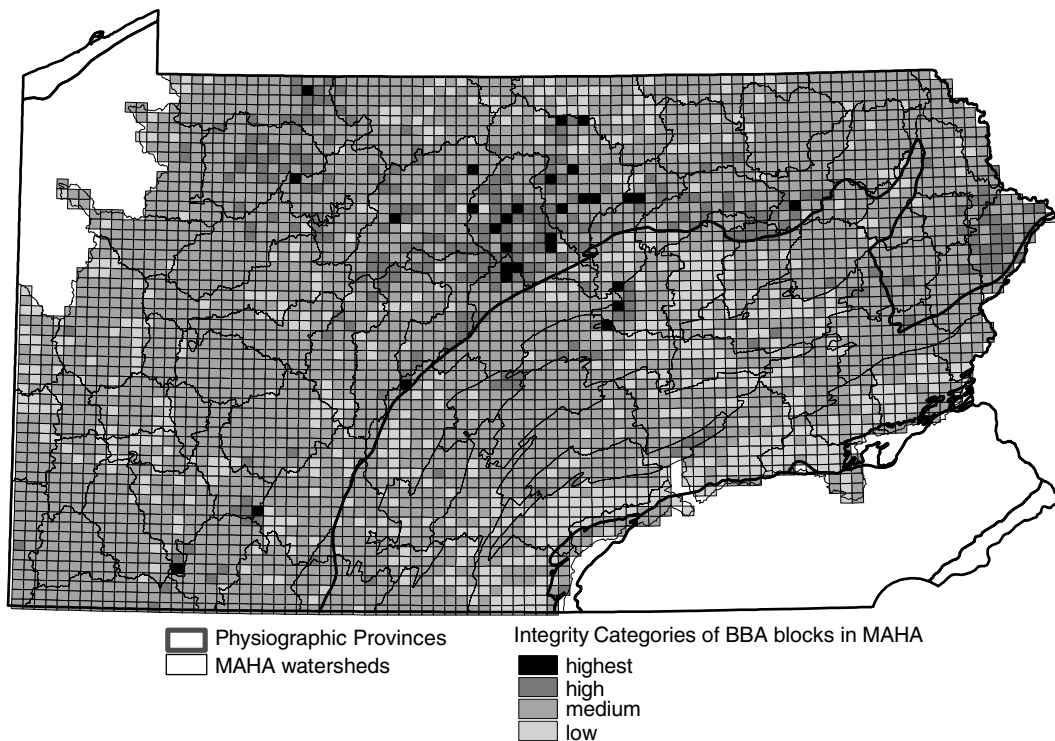 Physiographic Provinces
MAHA watersheds
Integrity Categories of BBA blocks in MAHA
highest
high
medium
low